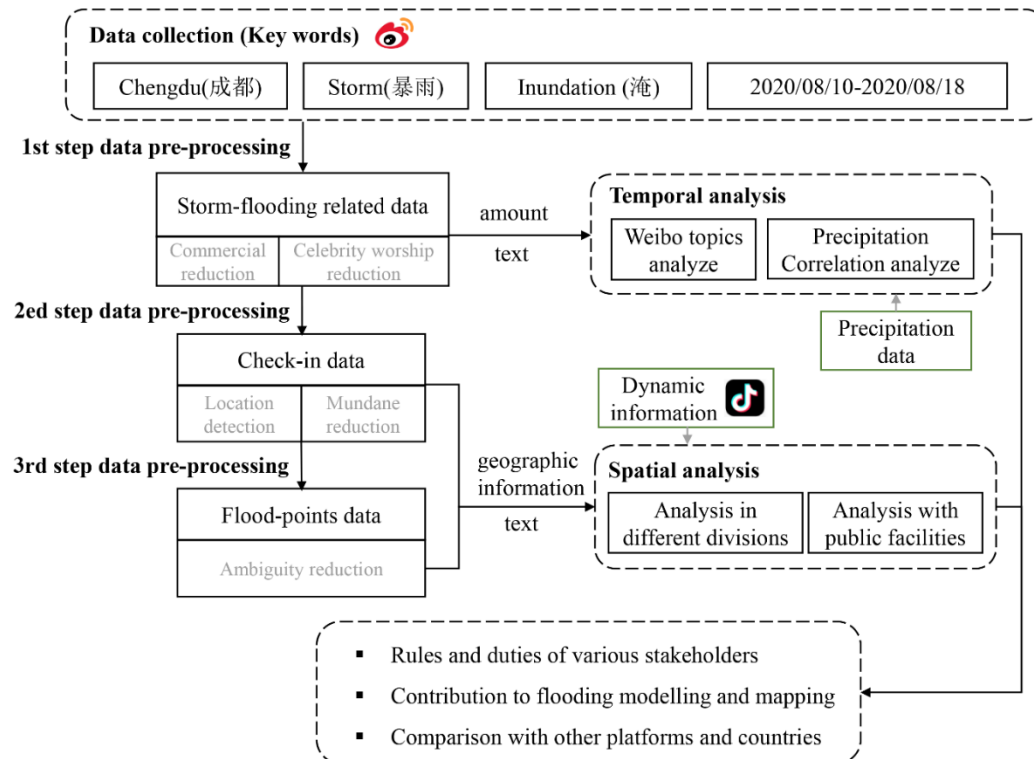 Data collection (Key words)
Chengdu(成都)
Storm(暴雨)
Inundation (淹)
2020/08/10-2020/08/18
1st step data pre-processing
Storm-flooding related data
Commercial
reduction
Celebrity worship
reduction
amount
text
Temporal analysis
Weibo topics
analyze
Precipitation
Correlation analyze
Precipitation
data
2ed step data pre-processing
Check-in data
Location
detection
Mundane
reduction
Dynamic
information
3rd step data pre-processing
Flood-points data
Ambiguity reduction
geographic
information
text
Spatial analysis
Analysis in
different divisions
Analysis with
public facilities
▪ Rules and duties of various stakeholders
▪ Contribution to flooding modelling and mapping
▪ Comparison with other platforms and countries